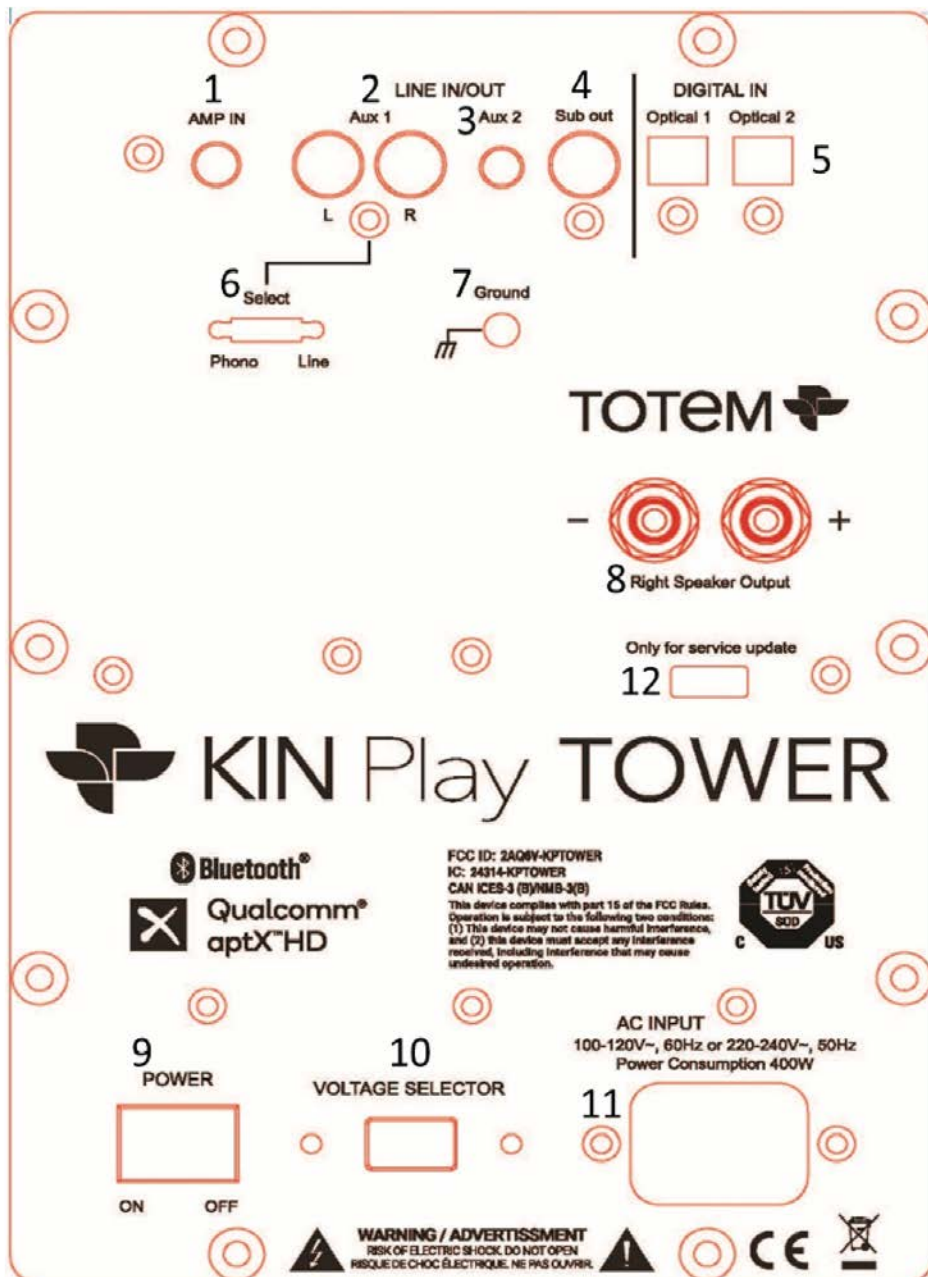 1 2 LINE IN/OUT 4 DIGITAL IN
AMP IN Aux 1 3 Aux 2 Sub out Optical 1 Optical 2
5
L R
6 Select 7 Ground
Phono Line
TOTEM
- +
8 Right Speaker Output
Only for service update
12
KIN Play TOWER
Bluetooth®
Qualcomm®
aptX™ HD
FCC ID: 2AQ6V-KPTOWER
IC: 24314-KPTOWER
CAN ICES-3 (B)/NMB-3(B)
This device complies with part 15 of the FCC Rules.
Operation is subject to the following two conditions:
(1) This device may not cause harmful interference,
and (2) this device must accept any interference
received, including interference that may cause
undesired operation.
TÜV
SÜD
C US
9 10 AC INPUT
POWER VOLTAGE SELECTOR 100-120V~, 60Hz or 220-240V~, 50Hz
Power Consumption 400W
11
ON OFF
WARNING / ADVERTISSMENT
RISK OF ELECTRIC SHOCK. DO NOT OPEN
RISQUE DE CHOC ÉLECTRIQUE. NE PAS OUVRIR.
CE